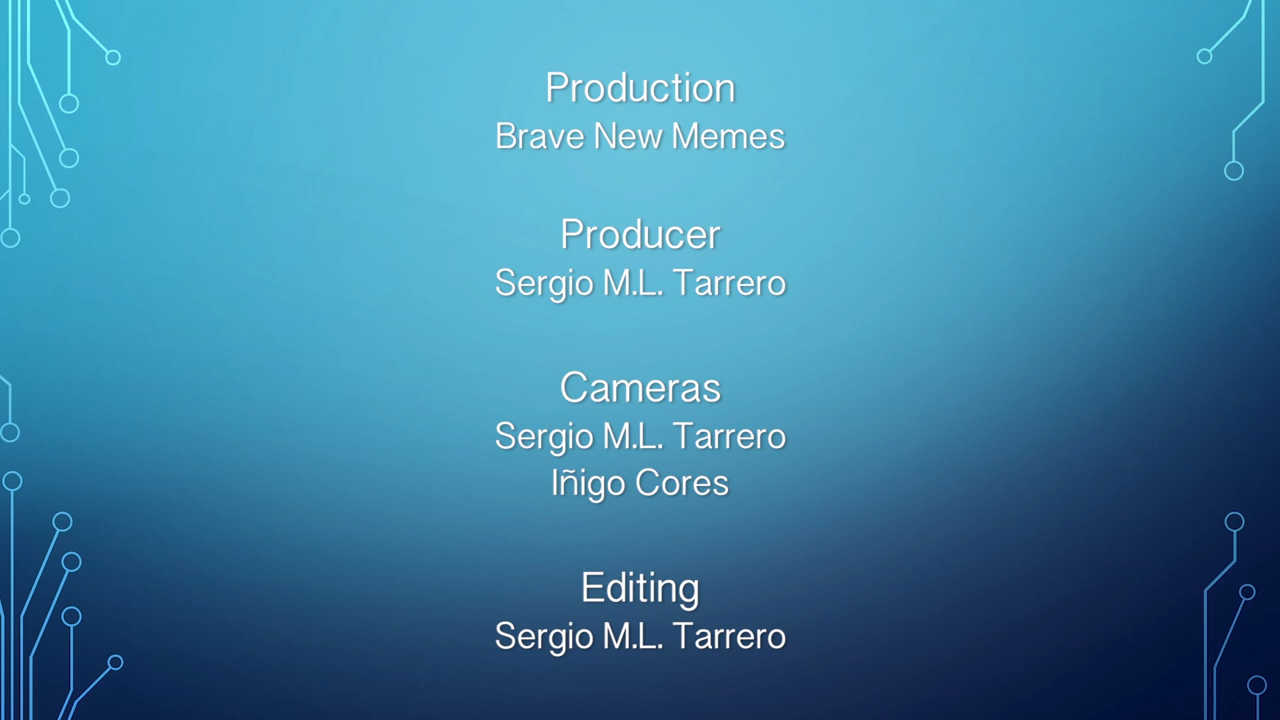 Production
Brave New Memes
Producer
Sergio M.L. Tarrero
Cameras
Sergio M.L. Tarrero
Iñigo Cores
Editing
Sergio M.L. Tarrero